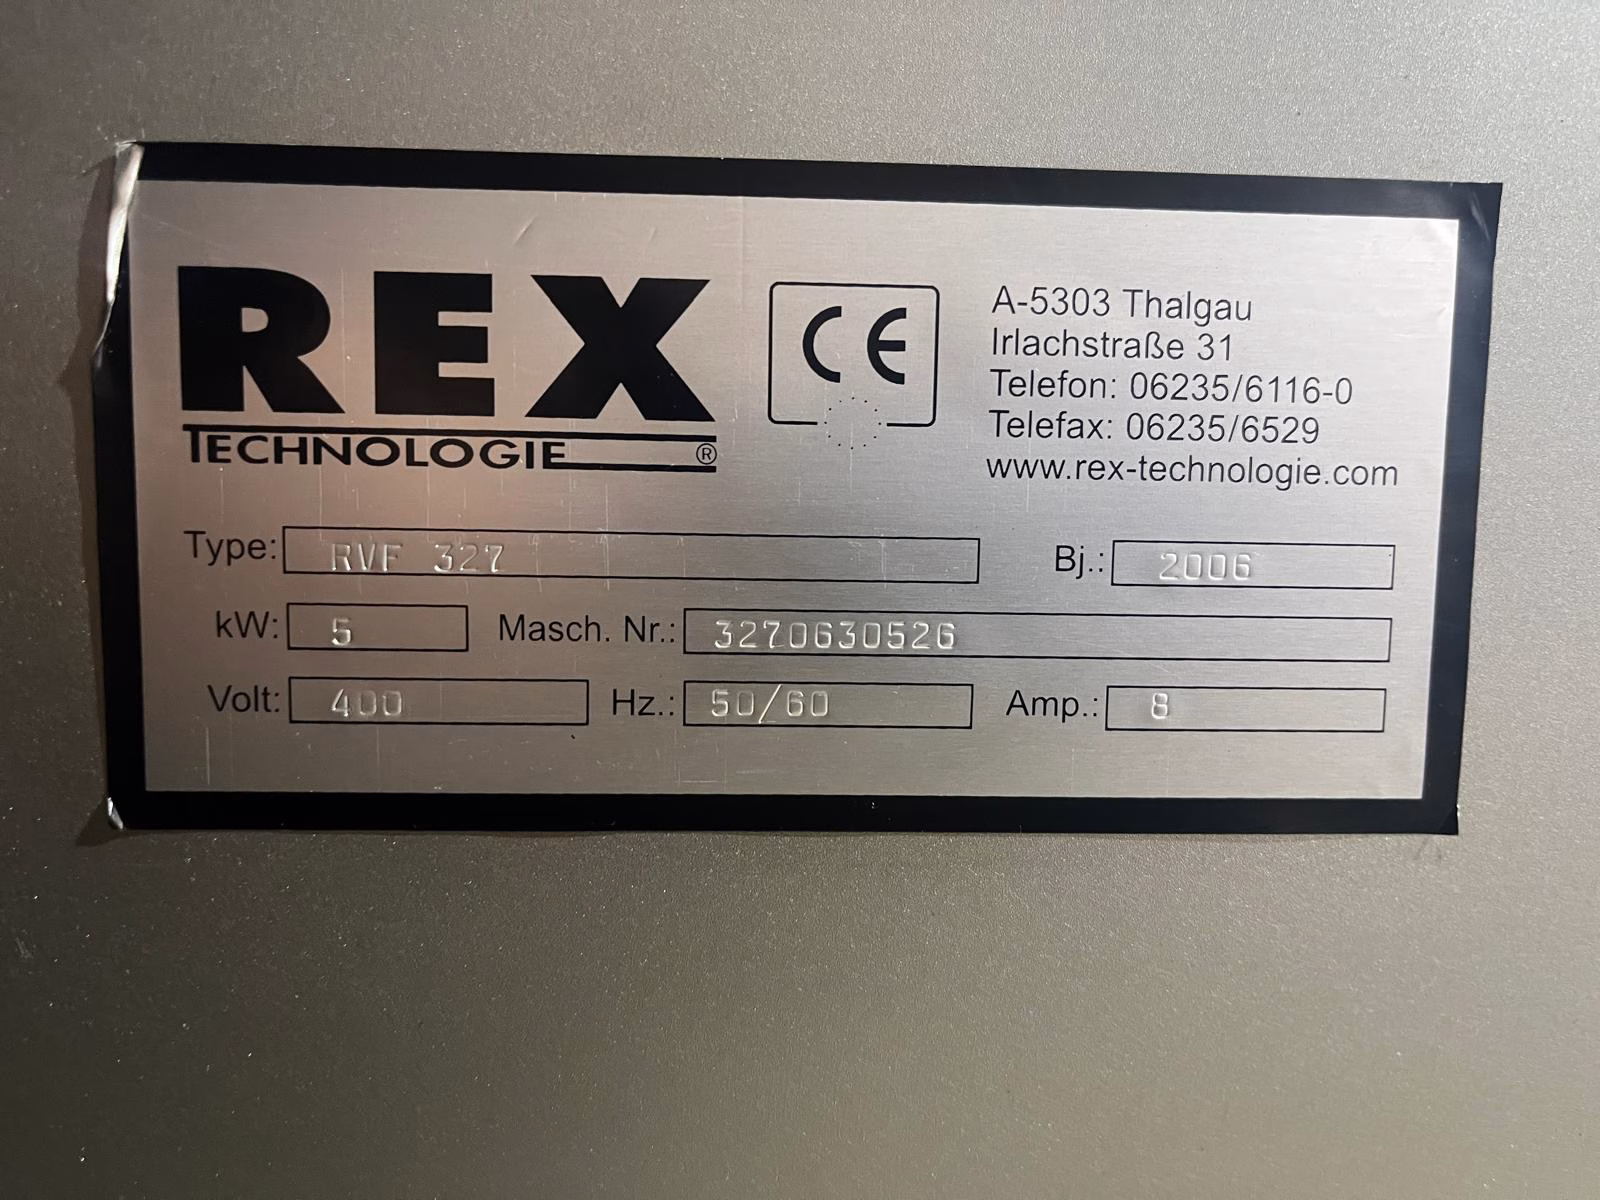 REX
TECHNOLOGIE ®
CE
A-5303 Thalgau
Irlachstraße 31
Telefon: 06235/6116-0
Telefax: 06235/6529
www.rex-technologie.com
Type: RVF 327 Bj.: 2006
kW: 5 Masch. Nr.: 3270630526
Volt: 400 Hz.: 50/60 Amp.: 8